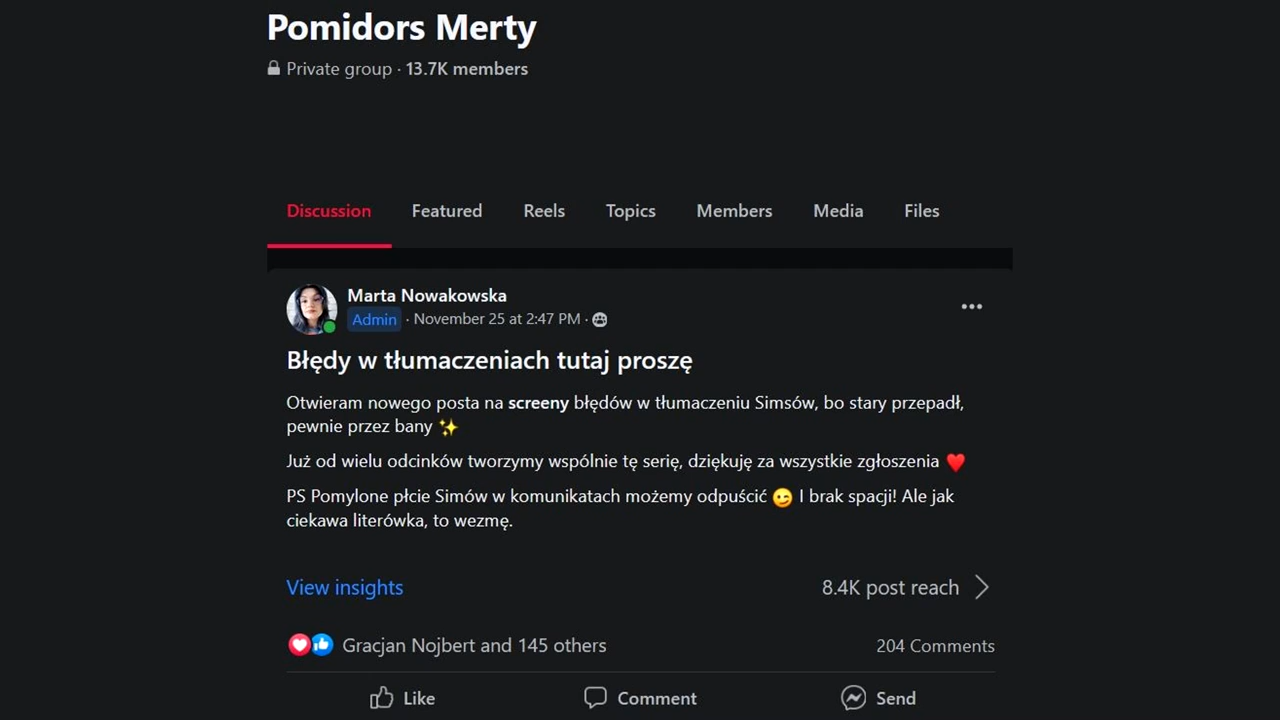 Pomidors Merty
Private group · 13.7K members
Discussion Featured Reels Topics Members Media Files
Marta Nowakowska
Admin · November 25 at 2:47 PM ·
Błędy w tłumaczeniach tutaj proszę
Otwieram nowego posta na screeny błędów w tłumaczeniu Simsów, bo stary przepadł,
pewnie przez bany ✨
Już od wielu odcinków tworzymy wspólnie tę serię, dziękuję za wszystkie zgłoszenia ❤️
PS Pomylone płcie Simów w komunikatach możemy odpuścić 😉 I brak spacji! Ale jak
ciekawa literówka, to wezmę.
View insights 8.4K post reach
Gracjan Nojbert and 145 others 204 Comments
Like Comment Send